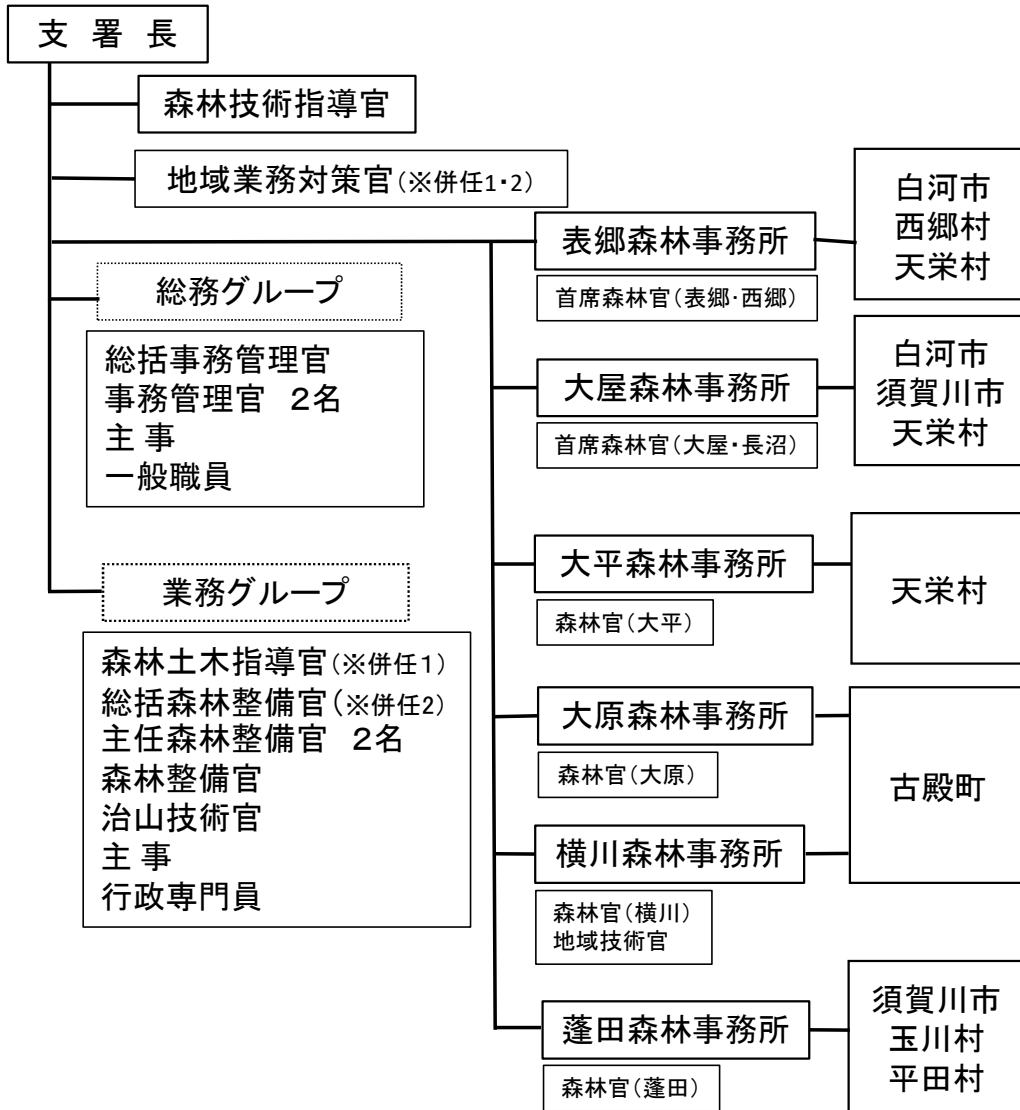 支 署 長
森林技術指導官
地域業務対策官(※併任1・2)
総務グループ
総括事務管理官
事務管理官　２名
主 事
一般職員
業務グループ
森林土木指導官(※併任1)
総括森林整備官(※併任2)
主任森林整備官　２名
森林整備官
治山技術官
主 事
行政専門員
表郷森林事務所
首席森林官(表郷・西郷)
白河市
西郷村
天栄村
大屋森林事務所
首席森林官(大屋・長沼)
白河市
須賀川市
天栄村
大平森林事務所
森林官(大平)
天栄村
大原森林事務所
森林官(大原)
横川森林事務所
森林官(横川)
地域技術官
古殿町
蓬田森林事務所
森林官(蓬田)
須賀川市
玉川村
平田村